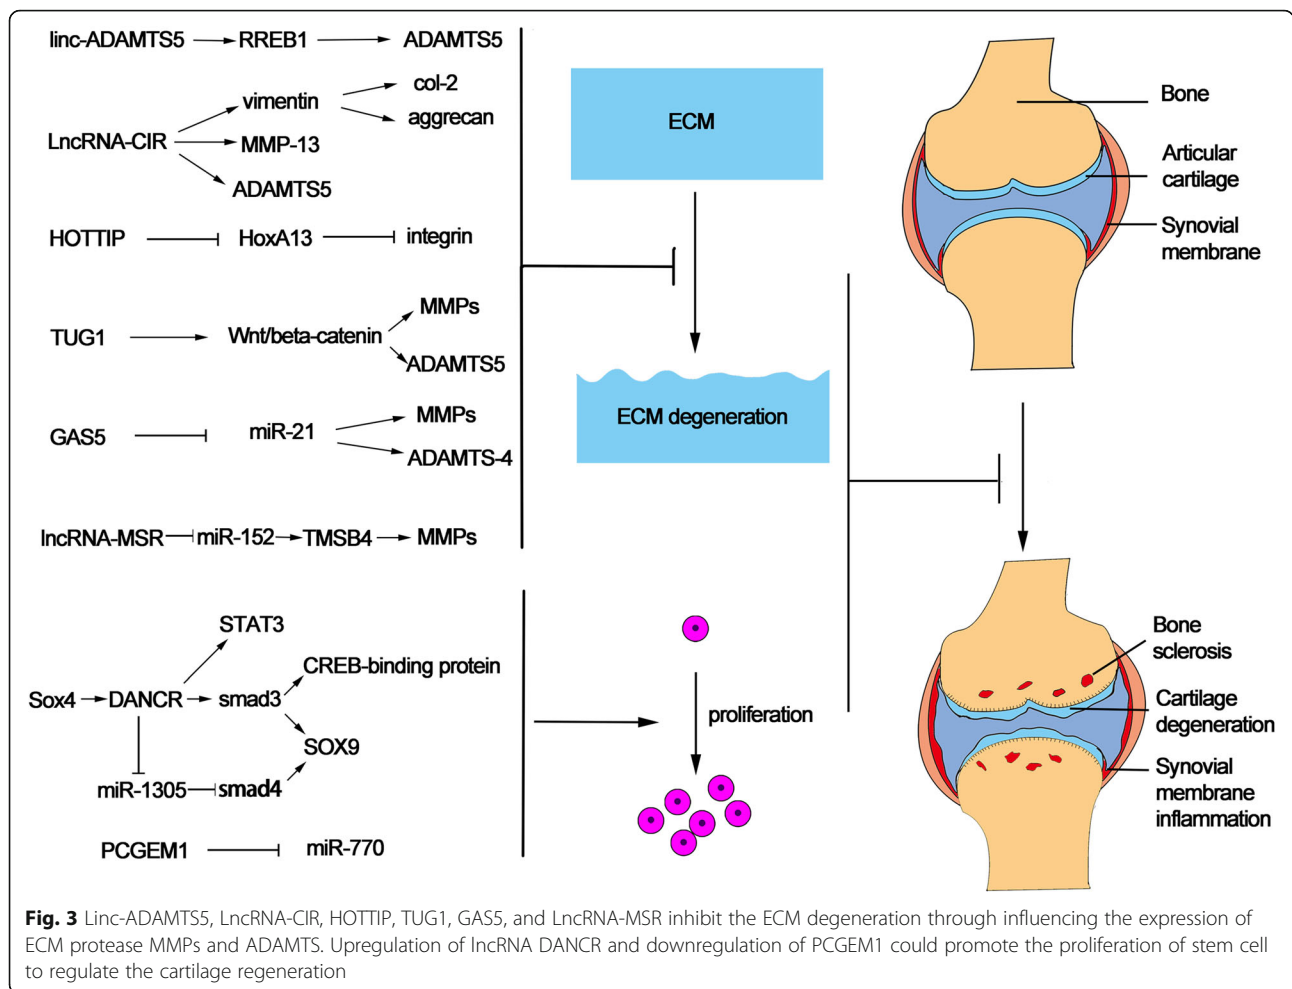 linc-ADAMTS5 RREB1 ADAMTS5
LncRNA-CIR
vimentin
col-2
aggrecan
MMP-13
ADAMTS5
HOTTIP HoxA13 integrin
TUG1 Wnt/beta-catenin
MMPs
ADAMTS5
GAS5 miR-21
MMPs
ADAMTS-4
lncRNA-MSR miR-152 TMSB4 MMPs
STAT3
CREB-binding protein
Sox4 DANCR smad3
SOX9
miR-1305 smad4
PCGEM1 miR-770
ECM
ECM degeneration
proliferation
Bone
Articular
cartilage
Synovial
membrane
Bone
sclerosis
Cartilage
degeneration
Synovial
membrane
inflammation
Fig. 3 Linc-ADAMTS5, LncRNA-CIR, HOTTIP, TUG1, GAS5, and LncRNA-MSR inhibit the ECM degeneration through influencing the expression of
ECM protease MMPs and ADAMTS. Upregulation of lncRNA DANCR and downregulation of PCGEM1 could promote the proliferation of stem cell
to regulate the cartilage regeneration